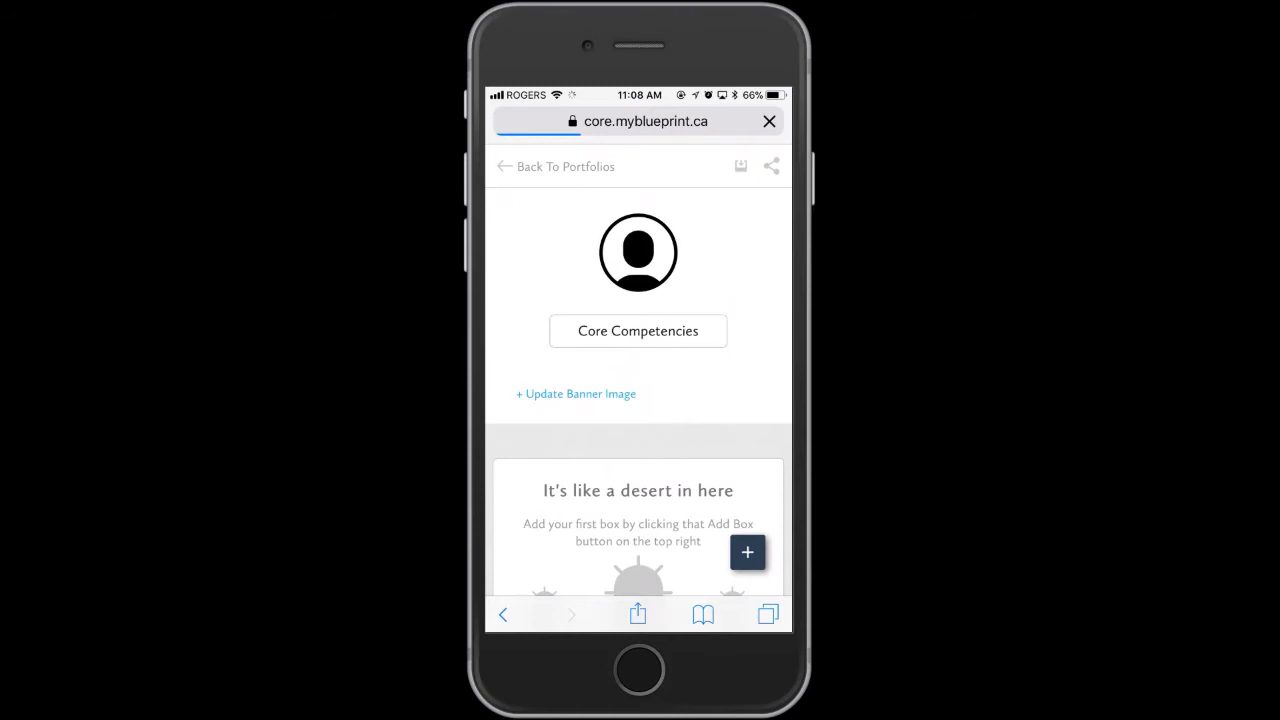 ROGERS 11:08 AM 66%
core.myblueprint.ca
Back To Portfolios
Core Competencies
+ Update Banner Image
It's like a desert in here
Add your first box by clicking that Add Box
button on the top right